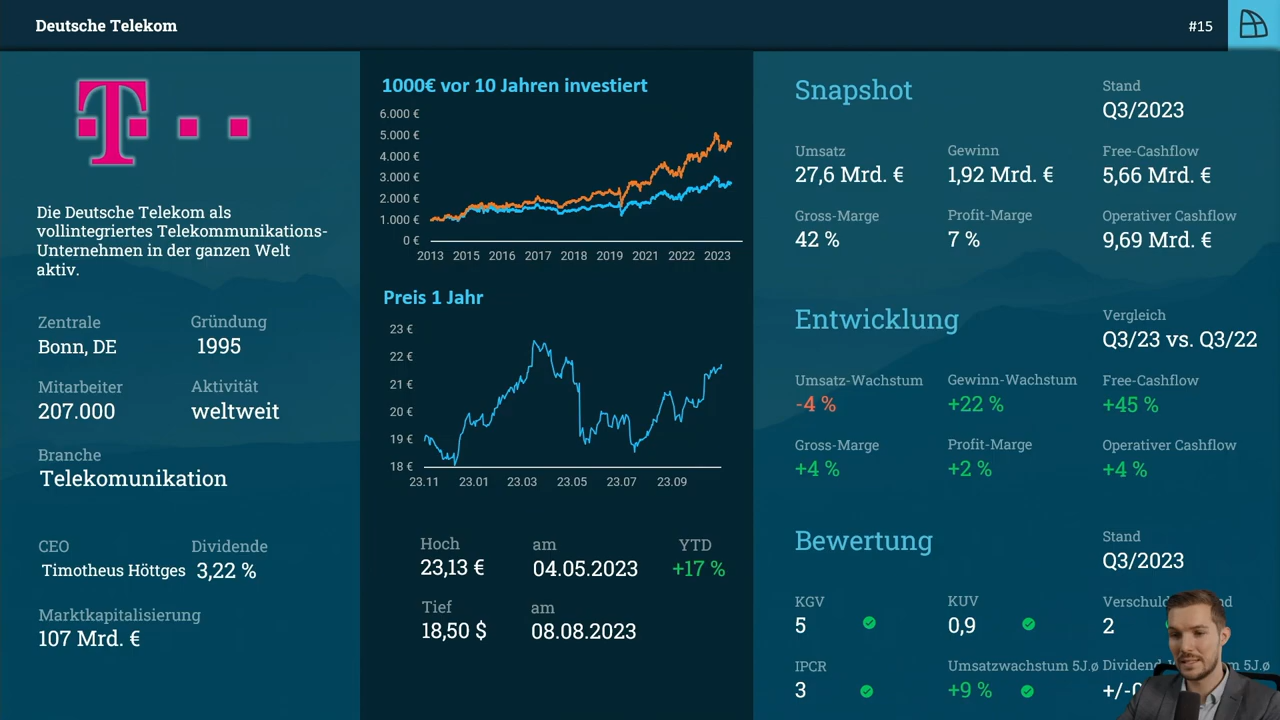 Deutsche Telekom
#15
T
Die Deutsche Telekom als
vollintegriertes Telekommunikations-
Unternehmen in der ganzen Welt
aktiv.
Zentrale Gründung
Bonn, DE 1995
Mitarbeiter Aktivität
207.000 weltweit
Branche
Telekomunikation
CEO Dividende
Timotheus Höttges 3,22 %
Marktkapitalisierung
107 Mrd. €
1000€ vor 10 Jahren investiert
6.000 €
5.000 €
4.000 €
3.000 €
2.000 €
1.000 €
0 €
2013 2015 2016 2017 2018 2019 2021 2022 2023
Preis 1 Jahr
23 €
22 €
21 €
20 €
19 €
18 €
23.11 23.01 23.03 23.05 23.07 23.09
Hoch am YTD
23,13 € 04.05.2023 +17 %
Tief am
18,50 $ 08.08.2023
Snapshot Stand
Q3/2023
Umsatz Gewinn Free-Cashflow
27,6 Mrd. € 1,92 Mrd. € 5,66 Mrd. €
Gross-Marge Profit-Marge Operativer Cashflow
42 % 7 % 9,69 Mrd. €
Entwicklung Vergleich
Q3/23 vs. Q3/22
Umsatz-Wachstum Gewinn-Wachstum Free-Cashflow
-4 % +22 % +45 %
Gross-Marge Profit-Marge Operativer Cashflow
+4 % +2 % +4 %
Bewertung Stand
Q3/2023
KGV KUV
5 0,9 2
IPCR Umsatzwachstum 5J.ø 5J.ø
3 +9 %